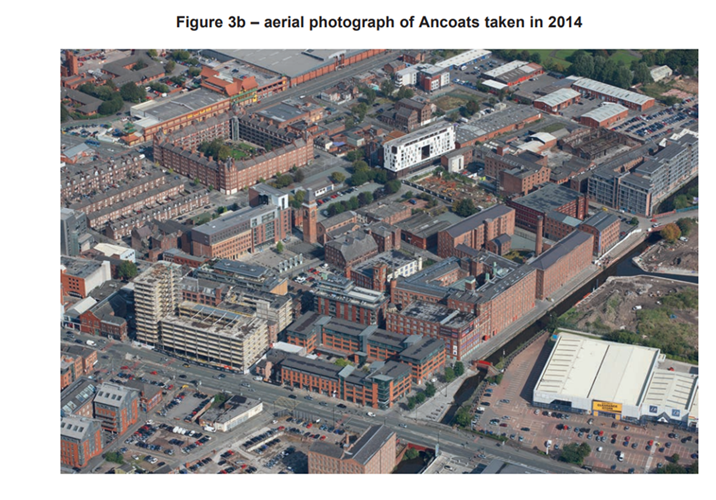 Figure 3b – aerial photograph of Ancoats taken in 2014